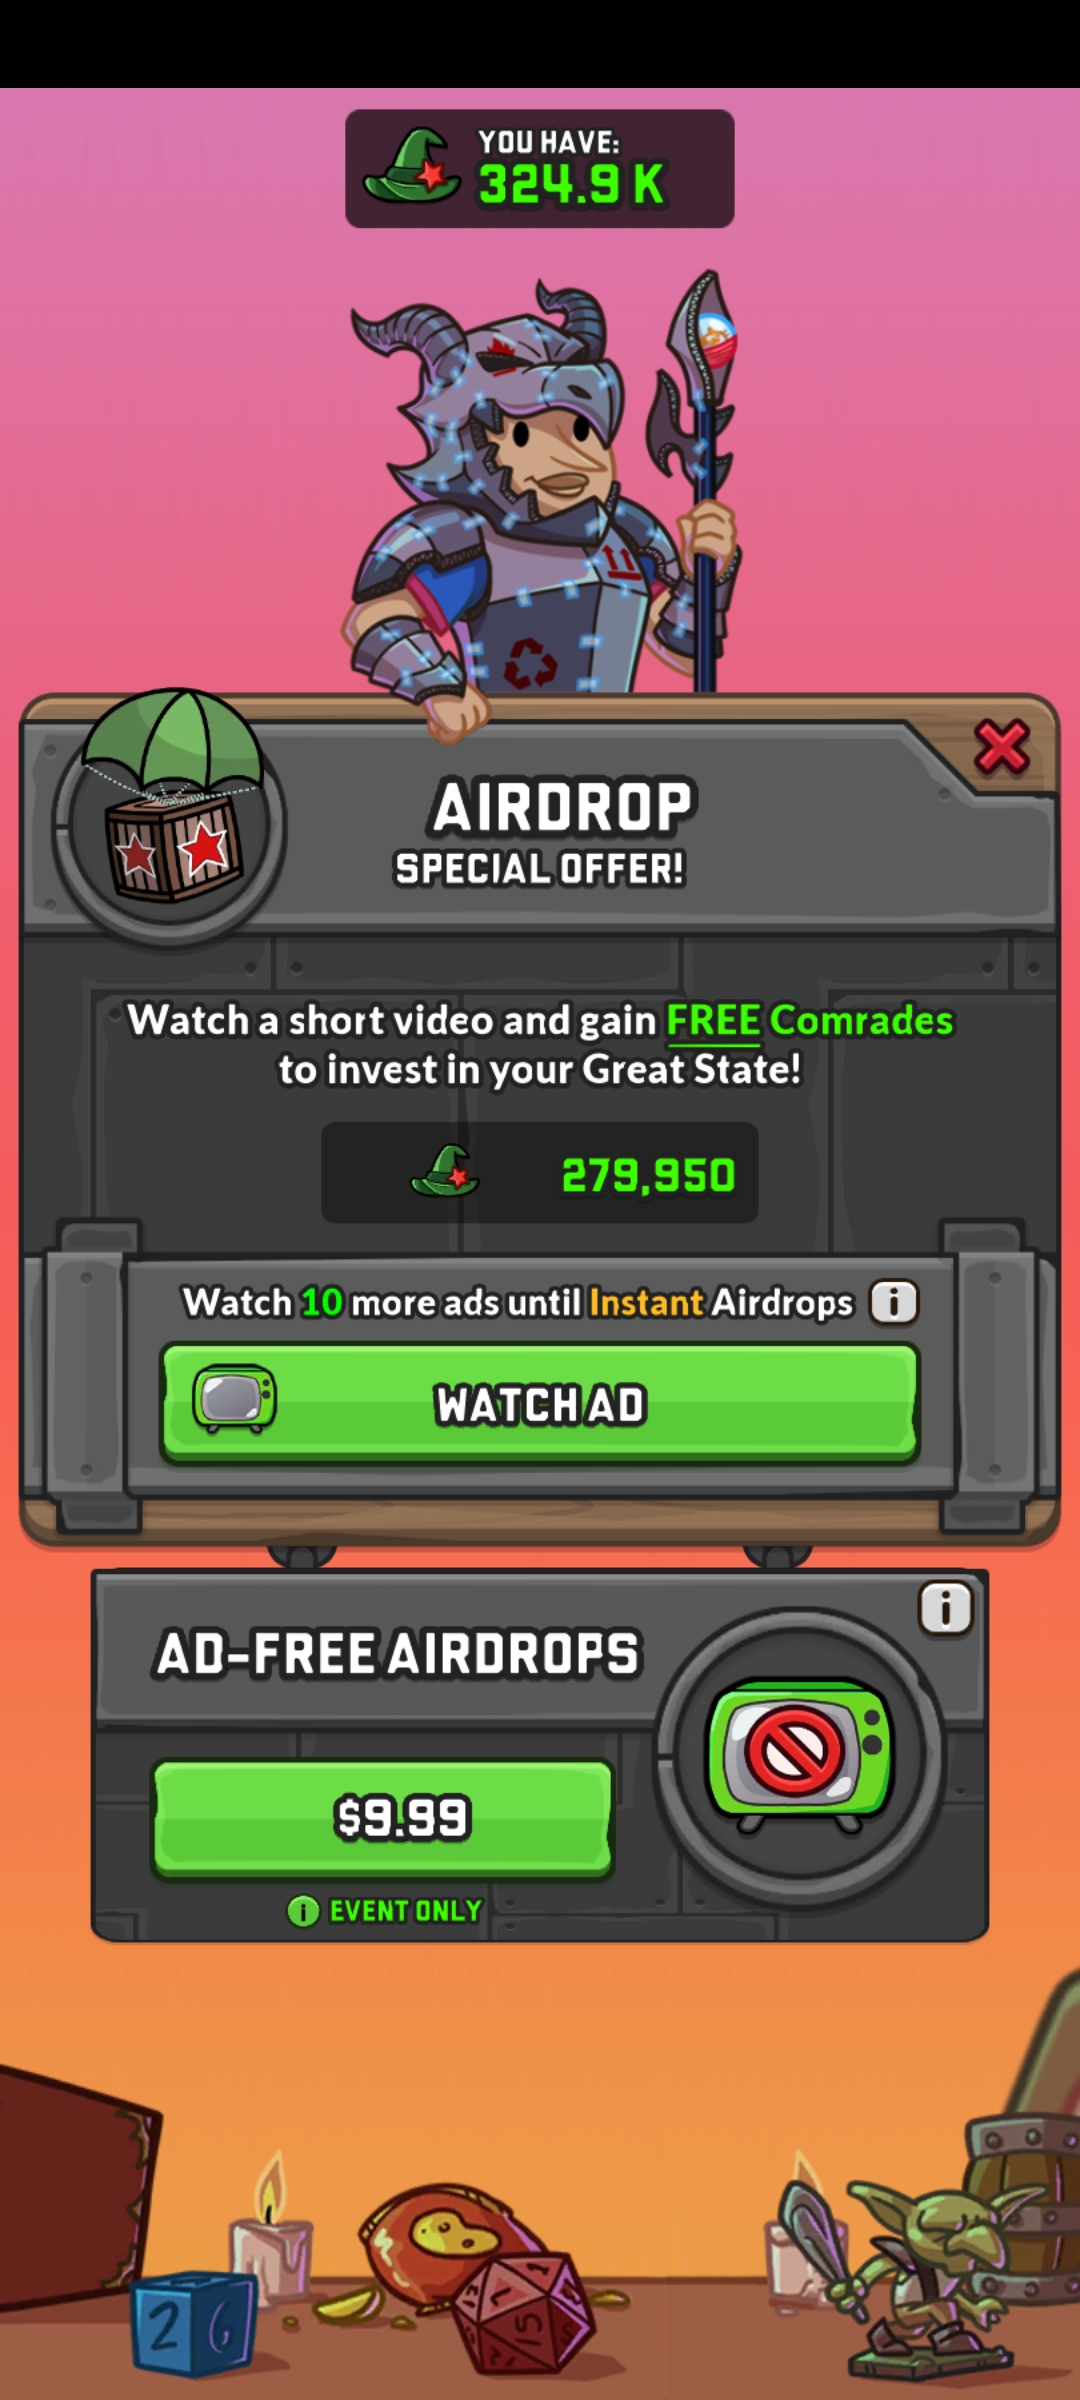 YOU HAVE:
324.9 K
AIRDROP
SPECIAL OFFER!
Watch a short video and gain FREE Comrades
to invest in your Great State!
279,950
Watch 10 more ads until Instant Airdrops
i
WATCH AD
i
AD-FREE AIRDROPS
$9.99
i EVENT ONLY
2 6
7
15